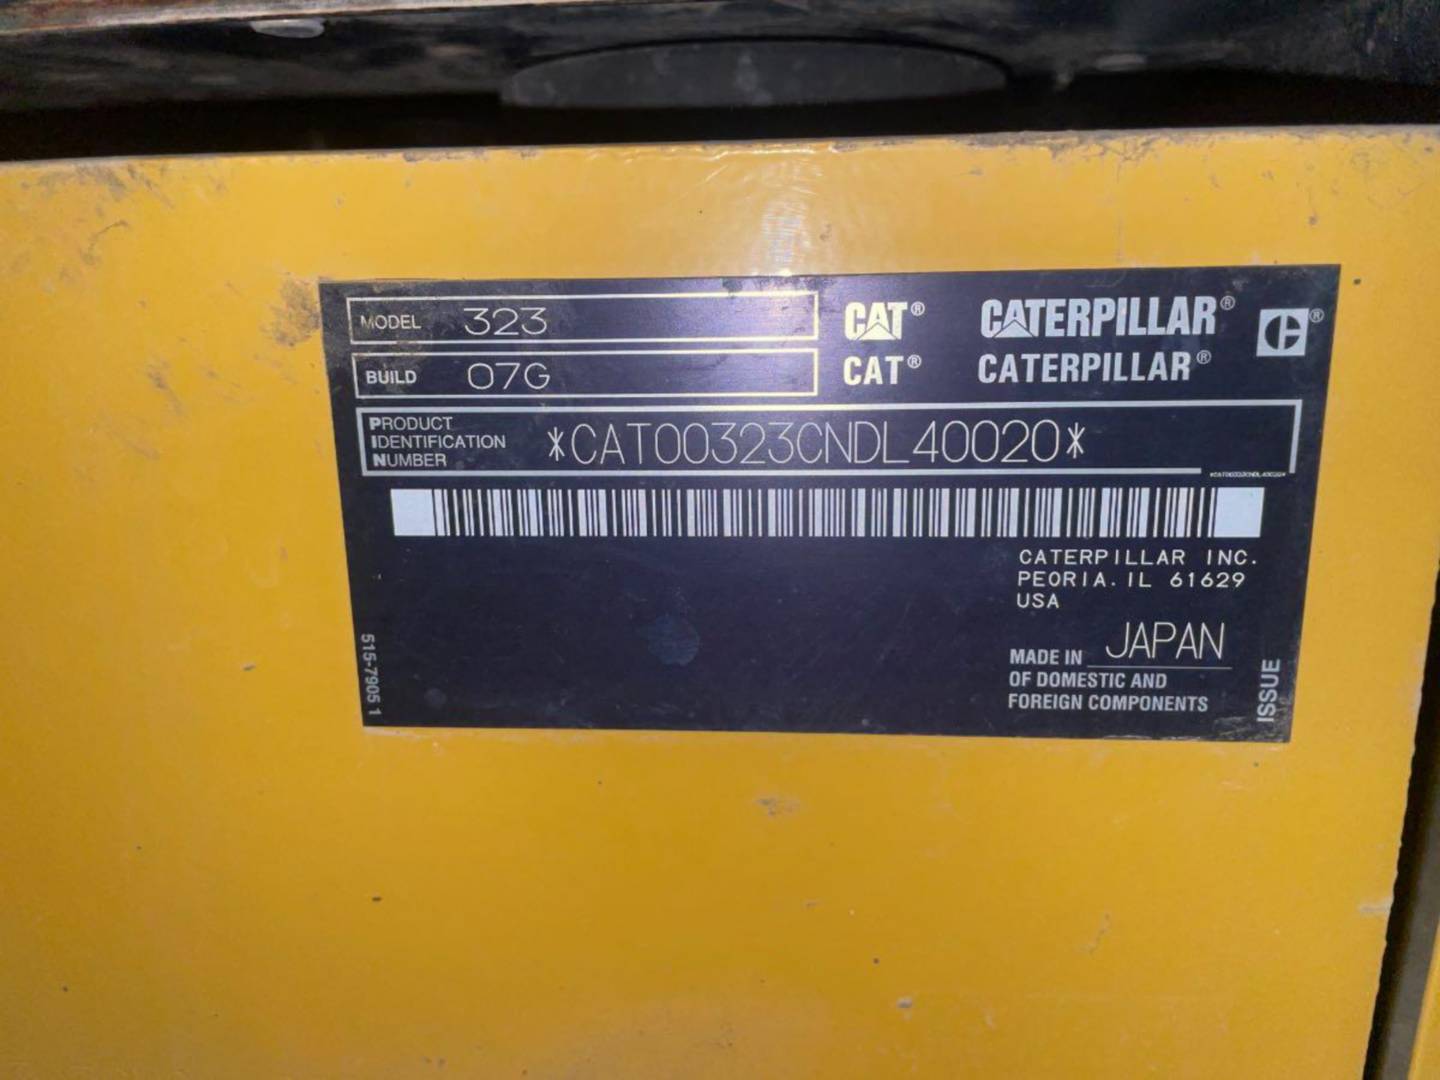 MODEL 323
BUILD 07G
CAT® CATERPILLAR® ®
CAT® CATERPILLAR®
PRODUCT
IDENTIFICATION
NUMBER
*CAT00323CNDL40020*
*CAT00323CNDL40020*
CATERPILLAR INC.
PEORIA. IL 61629
USA
MADE IN JAPAN
OF DOMESTIC AND
FOREIGN COMPONENTS
515-7905 1
ISSUE